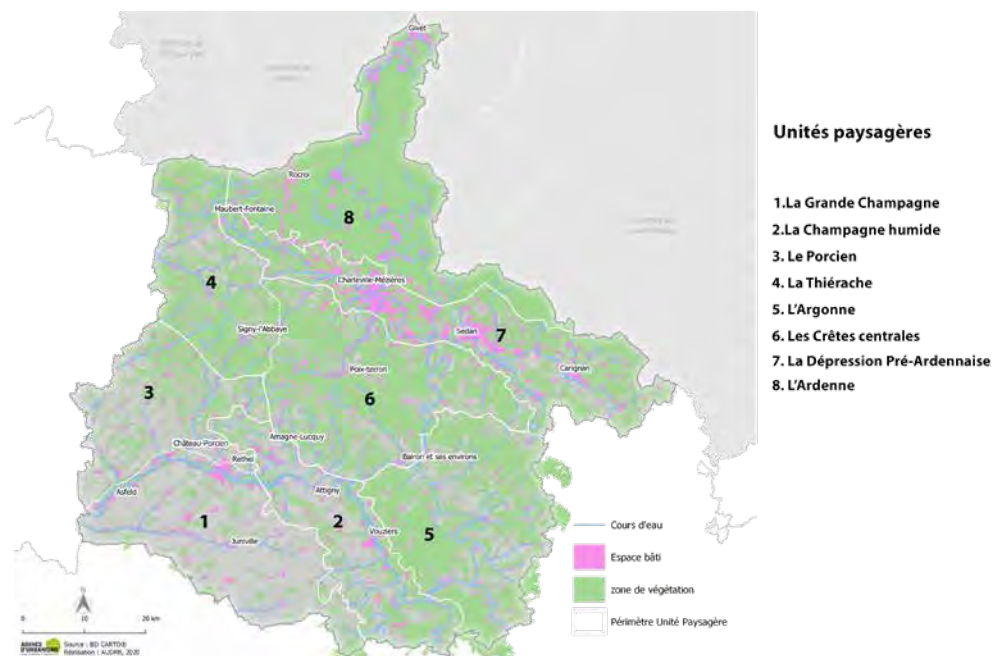 Givet
Rocroi
Maubert-Fontaine
8
Charleville-Mézières
4
Signy-l'Abbaye
Sedan
7
Carignan
Poix-terron
3
6
Château-Porcien
Amagne-Lucquy
Rethel
Bairon et ses environs
Asfeld
Attigny
1
2
Vouziers
5
Juniville
N
0 10 20 km
Source : BD CARTO®
Réalisation : AUDRR, 2020
Unités paysagères
1.La Grande Champagne
2.La Champagne humide
3. Le Porcien
4. La Thiérache
5. L'Argonne
6. Les Crêtes centrales
7. La Dépression Pré-Ardennaise
8. L'Ardenne
Cours d'eau
Espace bâti
zone de végétation
Périmètre Unité Paysagère